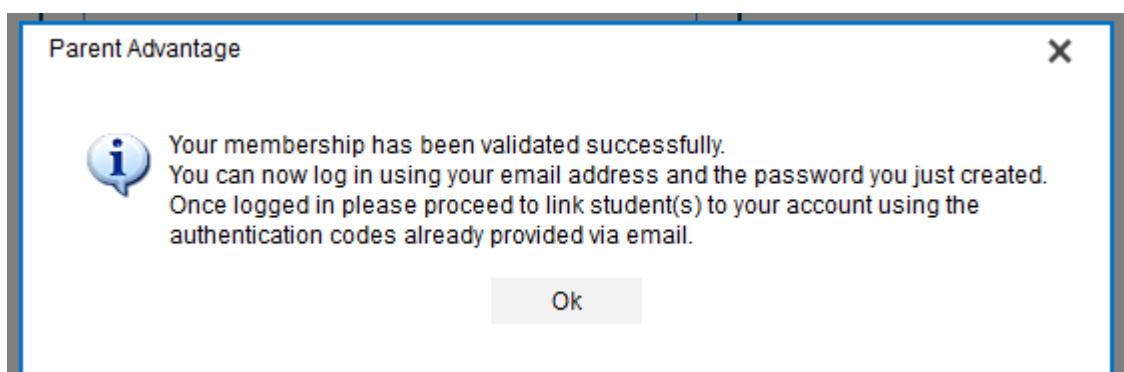 Parent Advantage
Your membership has been validated successfully.
You can now log in using your email address and the password you just created.
Once logged in please proceed to link student(s) to your account using the
authentication codes already provided via email.
Ok